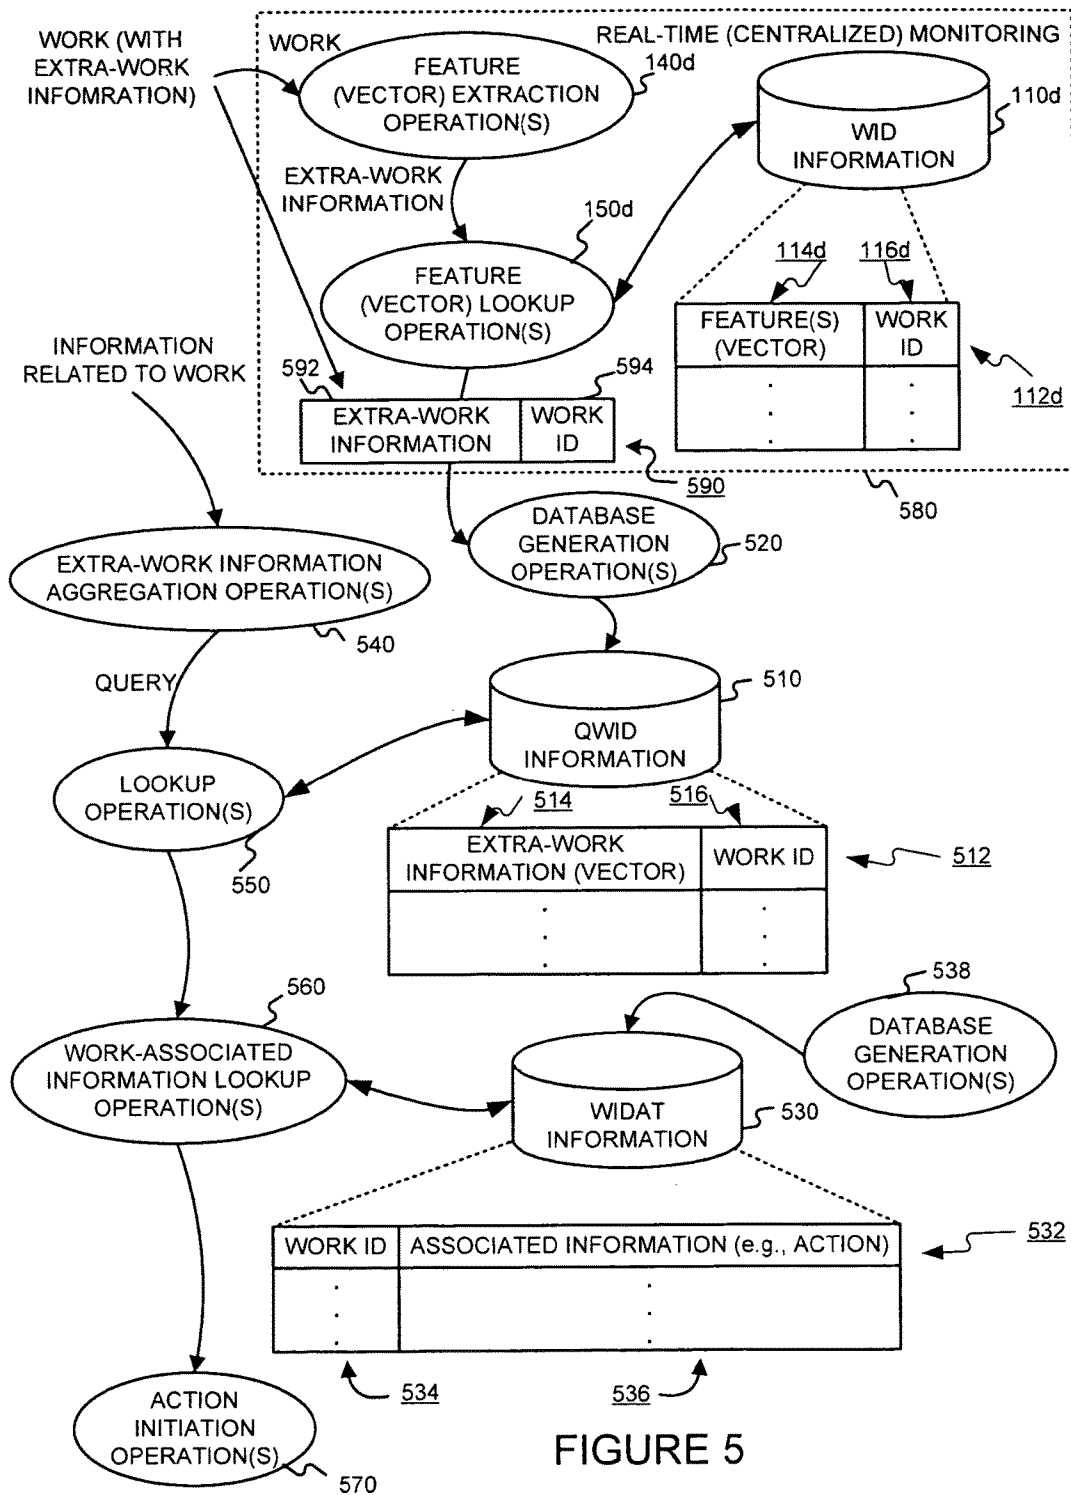 WORK (WITH
EXTRA-WORK
INFOMRATION)
WORK
REAL-TIME (CENTRALIZED) MONITORING
FEATURE
(VECTOR) EXTRACTION
OPERATION(S)
140d
110d
WID
INFORMATION
EXTRA-WORK
INFORMATION
150d
FEATURE
(VECTOR) LOOKUP
OPERATION(S)
114d
116d
FEATURE(S)
(VECTOR)
WORK
ID
112d
INFORMATION
RELATED TO WORK
592
594
EXTRA-WORK
INFORMATION
WORK
ID
590
580
DATABASE
GENERATION
OPERATION(S)
520
EXTRA-WORK INFORMATION
AGGREGATION OPERATION(S)
540
QUERY
510
QWID
INFORMATION
LOOKUP
OPERATION(S)
550
514
516
EXTRA-WORK
INFORMATION (VECTOR)
WORK ID
512
538
DATABASE
GENERATION
OPERATION(S)
560
WORK-ASSOCIATED
INFORMATION LOOKUP
OPERATION(S)
WIDAT
INFORMATION
530
WORK ID
ASSOCIATED INFORMATION (e.g., ACTION)
532
534
536
ACTION
INITIATION
OPERATION(S)
570
FIGURE 5